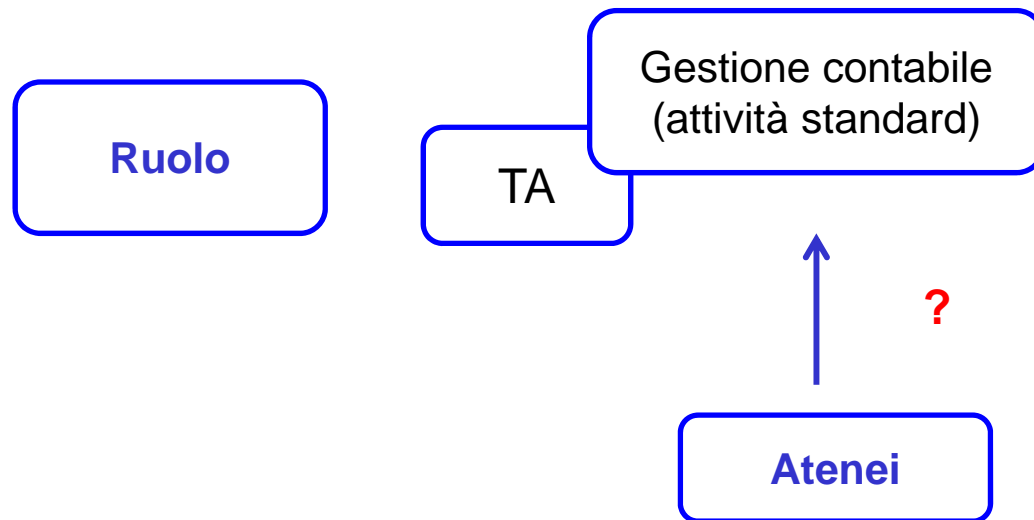 Gestione contabile
(attività standard)
Ruolo
TA
?
Atenei